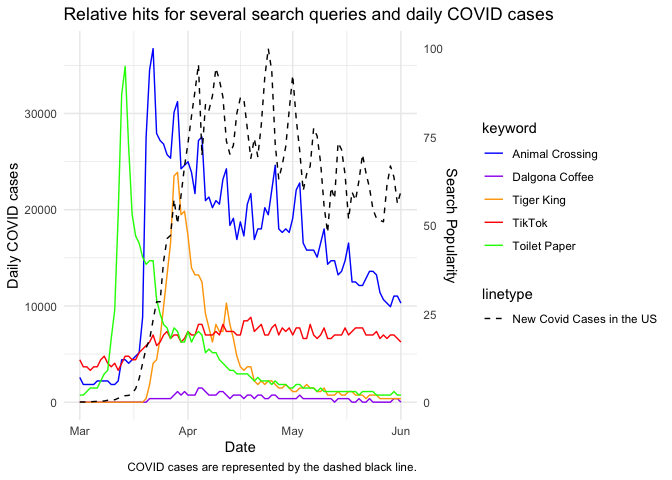 Relative hits for several search queries and daily COVID cases
Daily COVID cases
30000
20000
10000
0
100
75
50
25
0
Search Popularity
Mar
Apr
May
Jun
Date
COVID cases are represented by the dashed black line.
keyword
Animal Crossing
Dalgona Coffee
Tiger King
TikTok
Toilet Paper
linetype
New Covid Cases in the US